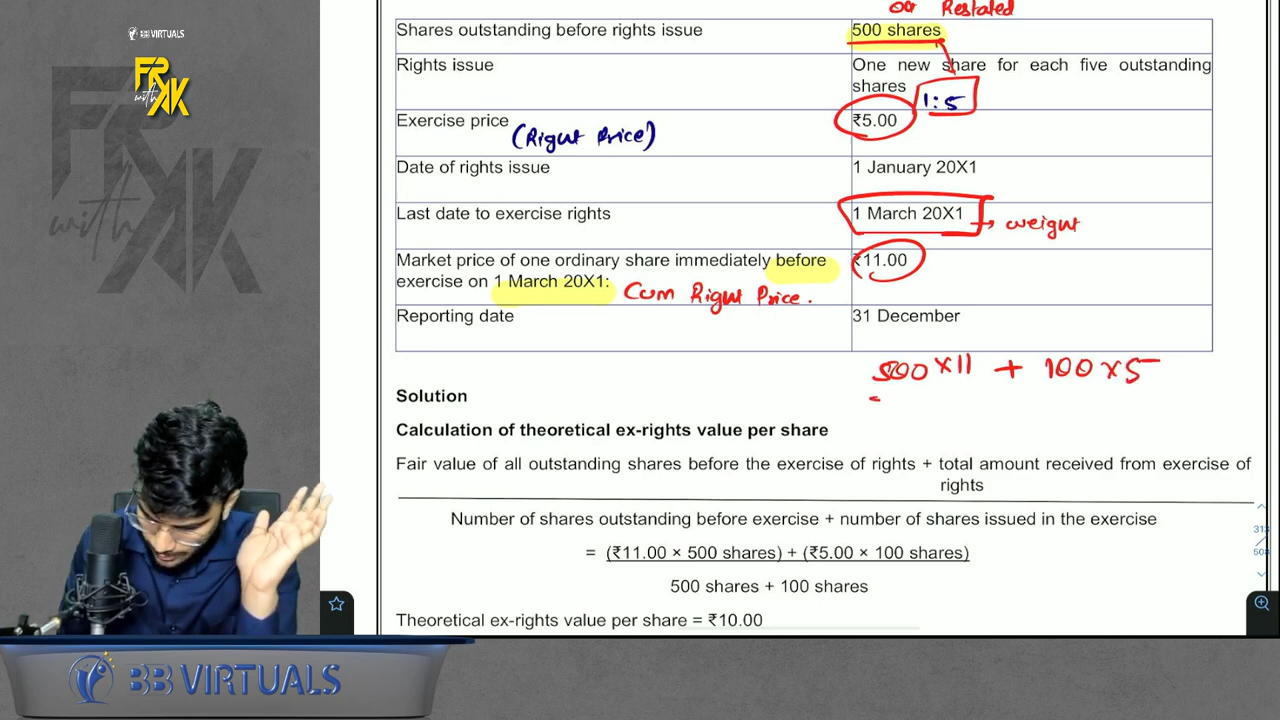 or Restated
Shares outstanding before rights issue 500 shares
Rights issue One new share for each five outstanding
shares 1:5
Exercise price ₹5.00
(Right Price)
Date of rights issue 1 January 20X1
Last date to exercise rights 1 March 20X1 → weight
Market price of one ordinary share immediately before ₹11.00
exercise on 1 March 20X1: Cum Right Price.
Reporting date 31 December
500 x 11 + 100 x 5
Solution
Calculation of theoretical ex-rights value per share
Fair value of all outstanding shares before the exercise of rights + total amount received from exercise of
rights
Number of shares outstanding before exercise + number of shares issued in the exercise
= (₹11.00 × 500 shares) + (₹5.00 × 100 shares)
500 shares + 100 shares
Theoretical ex-rights value per share = ₹10.00
BB VIRTUALS
FR
with
AK
FR
with
AK
313
508
BB VIRTUALS